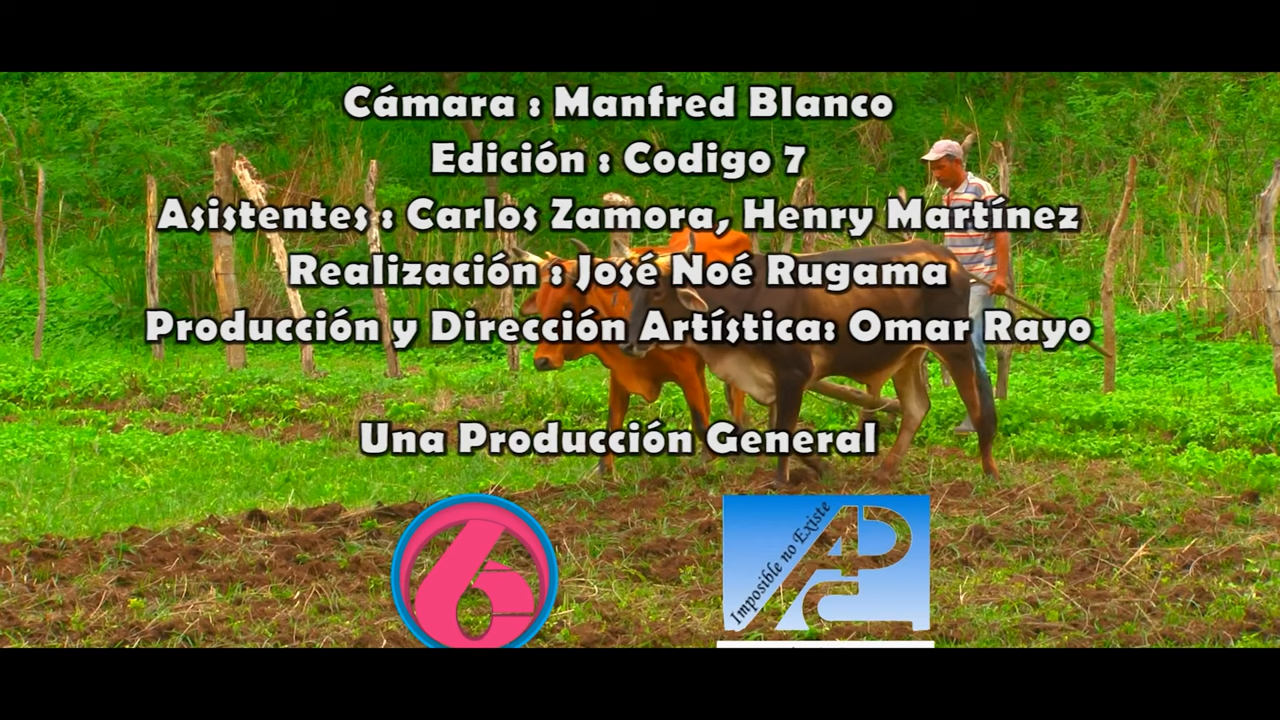 Cámara : Manfred Blanco
Edición : Codigo 7
Asistentes : Carlos Zamora, Henry Martínez
Realización : José Noé Rugama
Producción y Dirección Artística: Omar Rayo
Una Producción General
6
Imposible no Existe